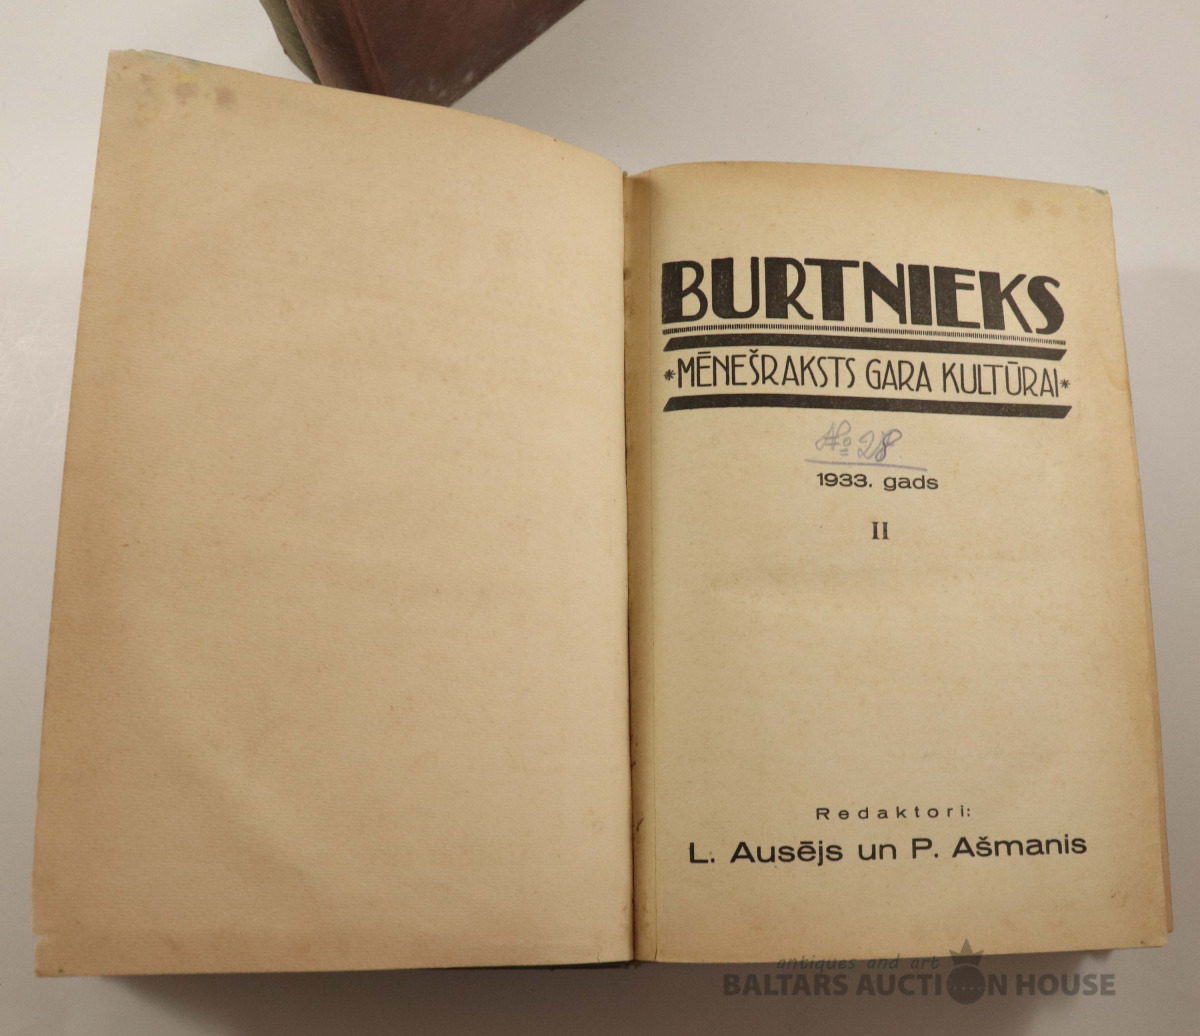 BURTNIEKS
*MĒNEŠRAKSTS GARA KULTŪRAI*
№ 28
1933. gads
II
Redaktori:
L. Ausējs un P. Ašmanis
antiques and art
BALTARS AUCTION HOUSE